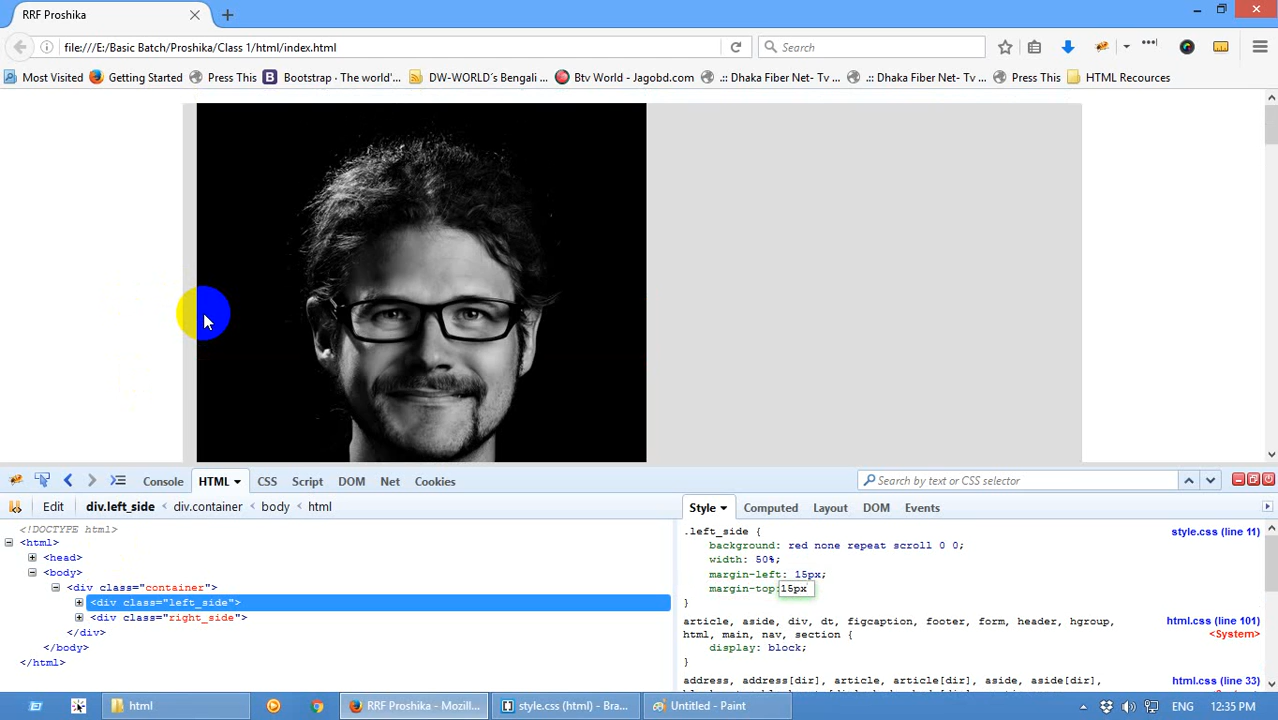 RRF Proshika
file:///E:/Basic Batch/Proshika/Class 1/html/index.html
Search
Most Visited Getting Started Press This Bootstrap · The world'... DW-WORLD´s Bengali ... Btv World - Jagobd.com .:: Dhaka Fiber Net- Tv ... .:: Dhaka Fiber Net- Tv ... Press This HTML Recources
Console HTML CSS Script DOM Net Cookies
Search by text or CSS selector
Edit div.left_side div.container body html
Style Computed Layout DOM Events
<!DOCTYPE html>
<html>
<head>
<body>
<div class="container">
<div class="left_side">
<div class="right_side">
</div>
</body>
</html>
.left_side { style.css (line 11)
background: red none repeat scroll 0 0;
width: 50%;
margin-left: 15px;
margin-top: 15px
}
article, aside, div, dt, figcaption, footer, form, header, hgroup, html.css (line 101)
html, main, nav, section { <System>
display: block;
}
address, address[dir], article, article[dir], aside, aside[dir], html.css (line 33)
html RRF Proshika - Mozill... style.css (html) - Bra... Untitled - Paint ENG 12:35 PM